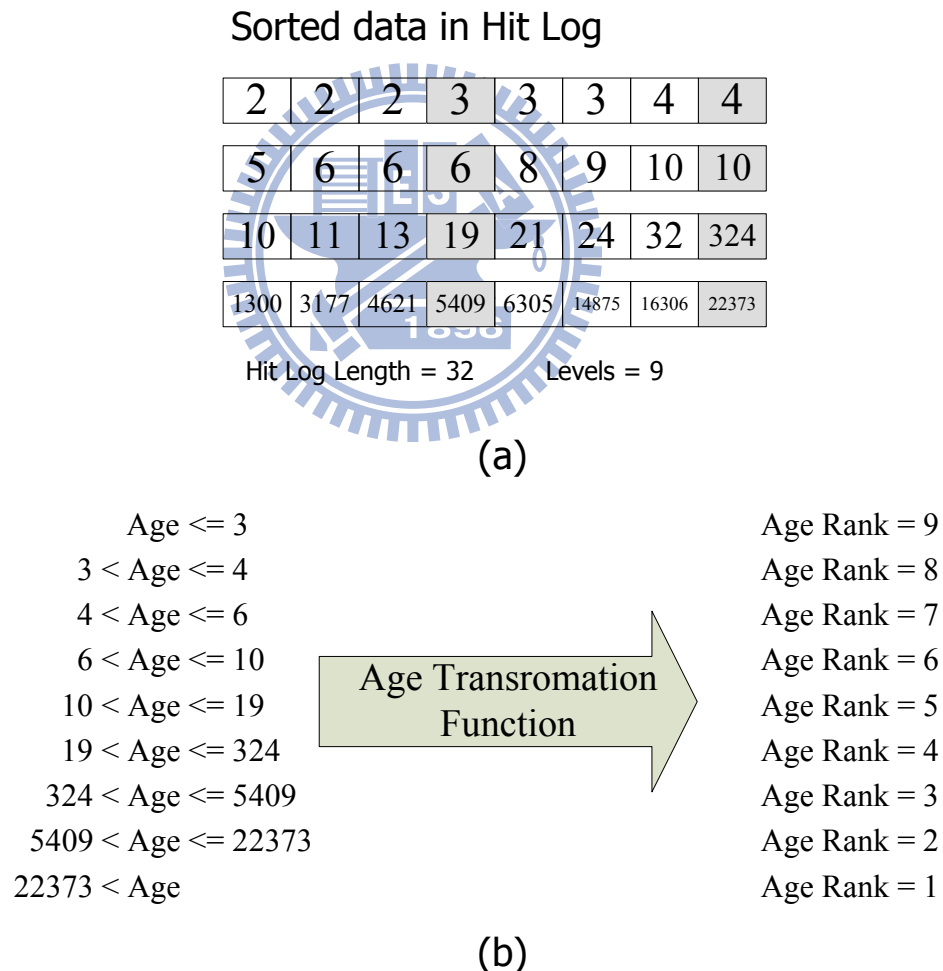 Sorted data in Hit Log
2 2 2 3 3 3 4 4
5 6 6 6 8 9 10 10
10 11 13 19 21 24 32 324
1300 3177 4621 5409 6305 14875 16306 22373
1896
Hit Log Length = 32 Levels = 9
(a)
Age <= 3 Age Rank = 9
3 < Age <= 4 Age Rank = 8
4 < Age <= 6 Age Rank = 7
6 < Age <= 10 Age Rank = 6
10 < Age <= 19 Age Rank = 5
19 < Age <= 324 Age Rank = 4
324 < Age <= 5409 Age Rank = 3
5409 < Age <= 22373 Age Rank = 2
22373 < Age Age Rank = 1
Age Transromation
Function
(b)